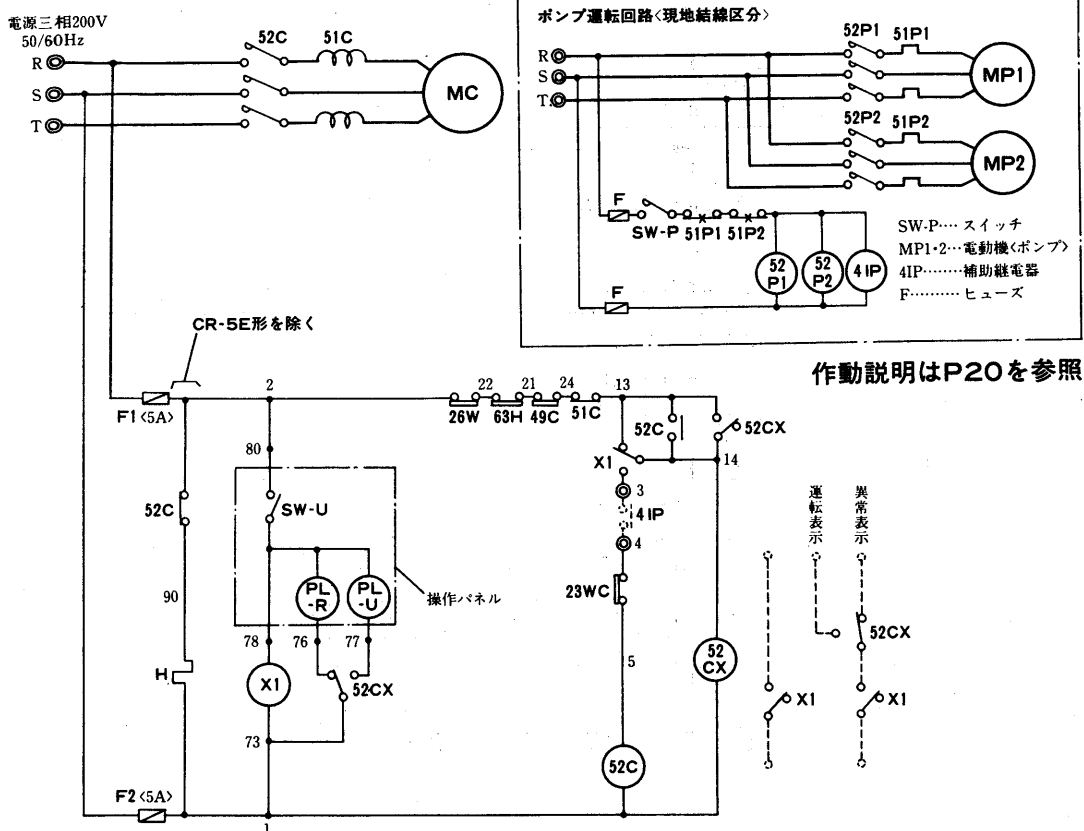 電源三相200V
50/60Hz
R
S
T
52C
51C
MC
ポンプ運転回路<現地結線区分>
R
S
T
52P1
51P1
MP1
52P2
51P2
MP2
F
SW-P
51P1
51P2
52
P1
52
P2
4IP
F
SW-P…スイッチ
MP1・2…電動機<ポンプ>
4IP………補助継電器
F………ヒューズ
作動説明はP20を参照
CR-5E形を除く
F1<5A>
2
22
21
24
13
26W
63H
49C
51C
52C
52CX
80
X1
14
3
4IP
4
SW-U
52C
PL
-R
PL
-U
操作パネル
23WC
運転表示
異常表示
90
78
76
77
5
52CX
H
X1
52CX
52
CX
X1
X1
73
52C
F2<5A>
1